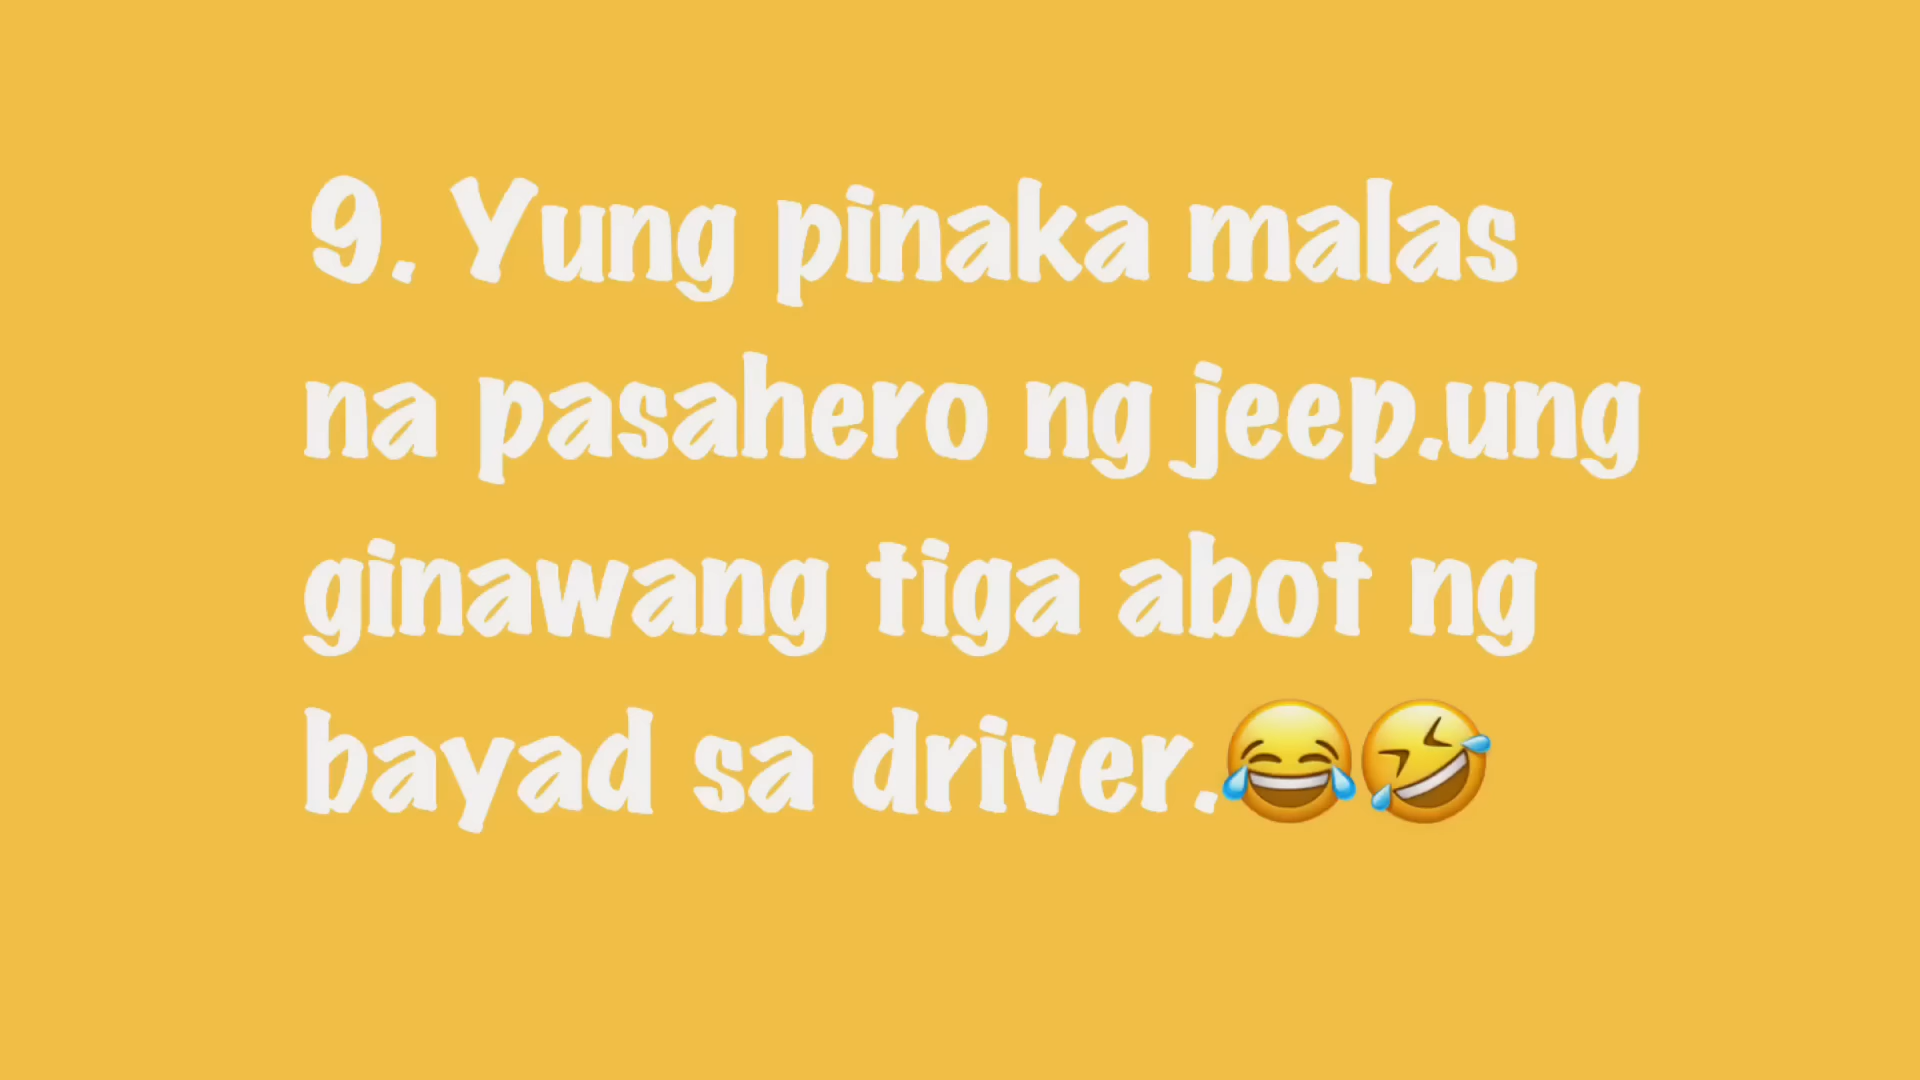 9. Yung pinaka malas
na pasahero ng jeep.ung
ginawang tiga abot ng
bayad sa driver.😂🤣